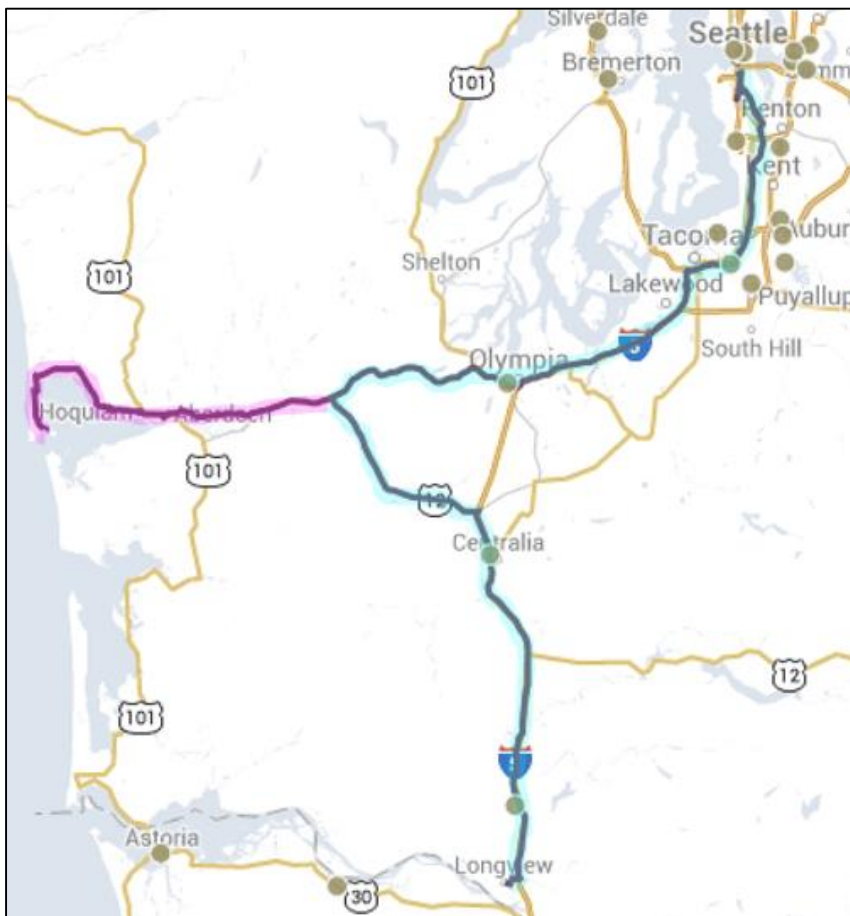 Silverdale
Seattle
Bremerton
101
Renton
Kent
Tacoma
Auburn
101
Shelton
Lakewood
Puyallup
5
South Hill
Olympia
Hoquiam
Aberdeen
101
12
Centralia
12
101
5
Astoria
Longview
30